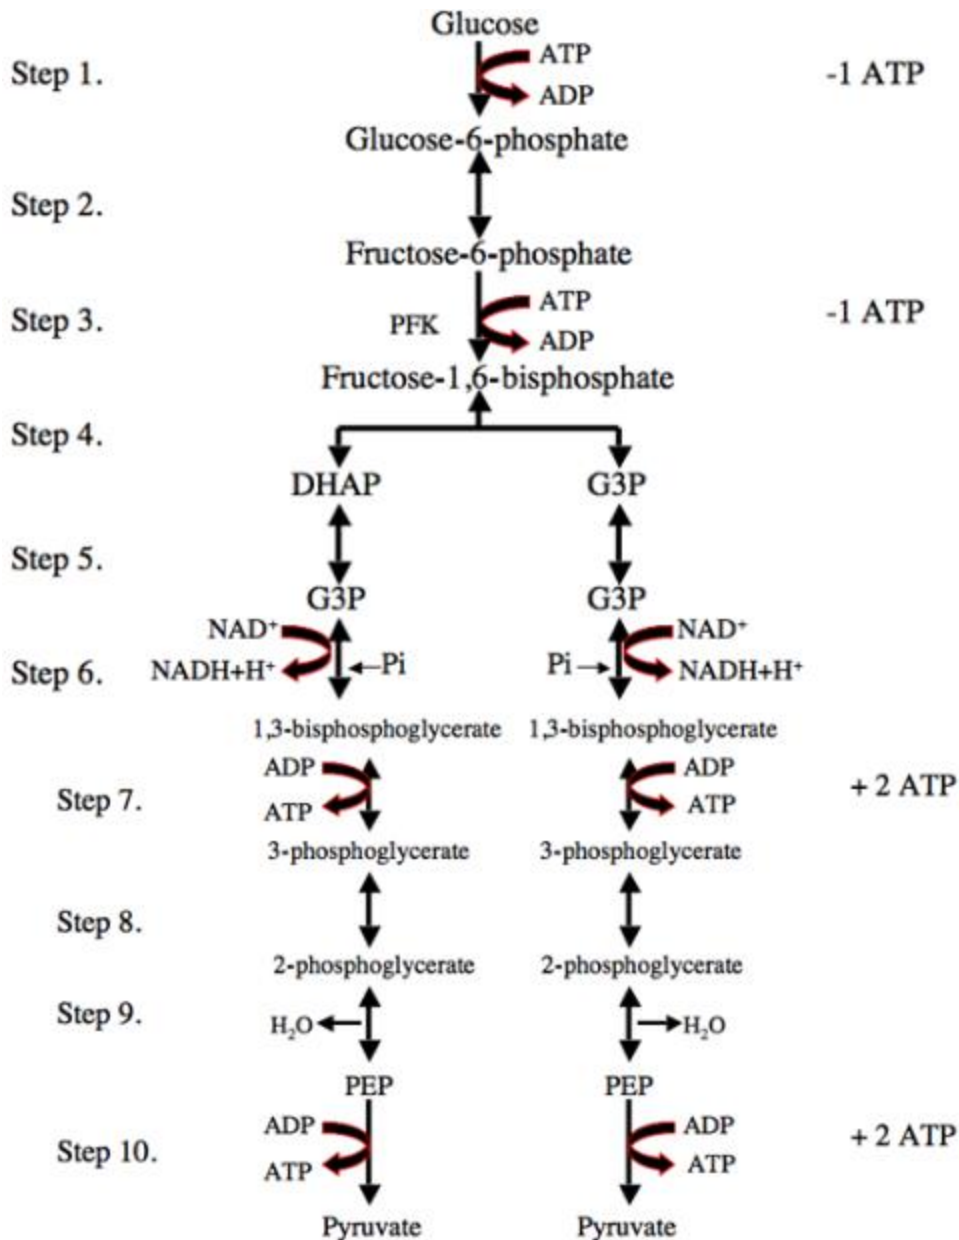 Glucose
Step 1.
ATP
ADP
-1 ATP
Glucose-6-phosphate
Step 2.
Fructose-6-phosphate
Step 3.
PFK
ATP
ADP
-1 ATP
Fructose-1,6-bisphosphate
Step 4.
DHAP G3P
Step 5.
G3P G3P
NAD⁺ NAD⁺
Step 6. NADH+H⁺ Pi Pi NADH+H⁺
1,3-bisphosphoglycerate 1,3-bisphosphoglycerate
ADP ADP
Step 7. ATP ATP + 2 ATP
3-phosphoglycerate 3-phosphoglycerate
Step 8.
2-phosphoglycerate 2-phosphoglycerate
Step 9. H₂O H₂O
PEP PEP
ADP ADP
Step 10. ATP ATP + 2 ATP
Pyruvate Pyruvate